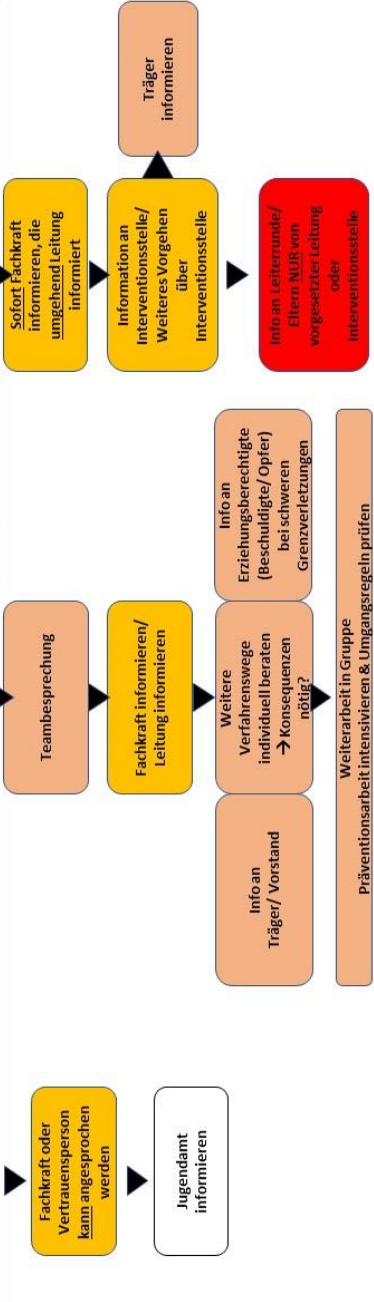 Fachkraft oder
Vertrauensperson
kann angesprochen
werden
Jugendamt
informieren
Teambesprechung
Fachkraft informieren/
Leitung informieren
Info an
Träger/ Vorstand
Weitere
Verfahrenswege
individuell beraten
→ Konsequenzen
nötig?
Info an
Erziehungsberechtigte
(Beschuldigte/ Opfer)
bei schweren
Grenzverletzungen
Weiterarbeit in Gruppe
Präventionsarbeit intensivieren & Umgangsregeln prüfen
Sofort Fachkraft
informieren, die
umgehend Leitung
informiert
Information an
Interventionsstelle/
Weiteres Vorgehen
über
Interventionsstelle
Träger
informieren
Info an Leiterrunde/
Eltern NUR von
vorgesetzter Leitung
oder
Interventionsstelle